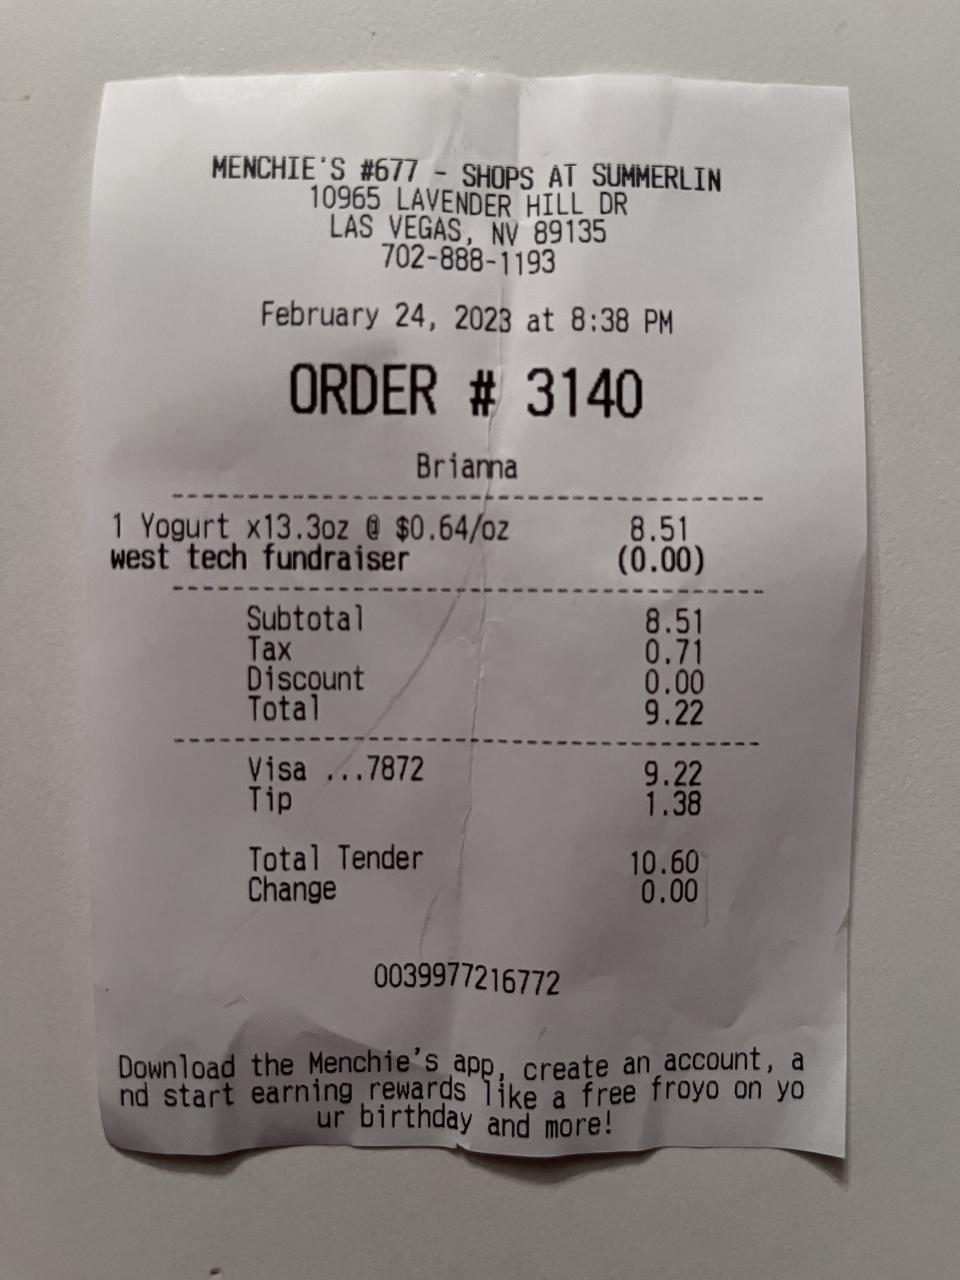 MENCHIE'S #677 - SHOPS AT SUMMERLIN
10965 LAVENDER HILL DR
LAS VEGAS, NV 89135
702-888-1193
February 24, 2023 at 8:38 PM
ORDER # 3140
Brianna
1 Yogurt x13.3oz @ $0.64/oz 8.51
west tech fundraiser (0.00)
Subtotal 8.51
Tax 0.71
Discount 0.00
Total 9.22
Visa ...7872 9.22
Tip 1.38
Total Tender 10.60
Change 0.00
0039977216772
Download the Menchie's app, create an account, a
nd start earning rewards like a free froyo on yo
ur birthday and more!